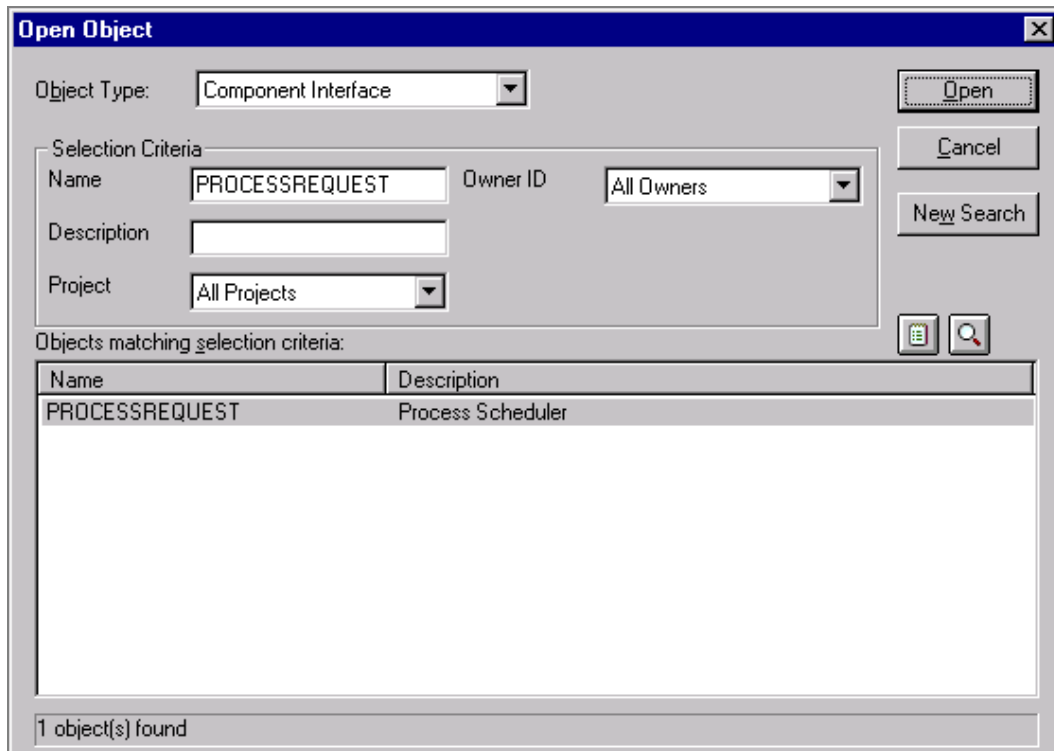 Open Object
Object Type: Component Interface Open
Selection Criteria Cancel
Name PROCESSREQUEST Owner ID All Owners
New Search
Description
Project All Projects
Objects matching selection criteria:
Name Description
PROCESSREQUEST Process Scheduler
1 object(s) found